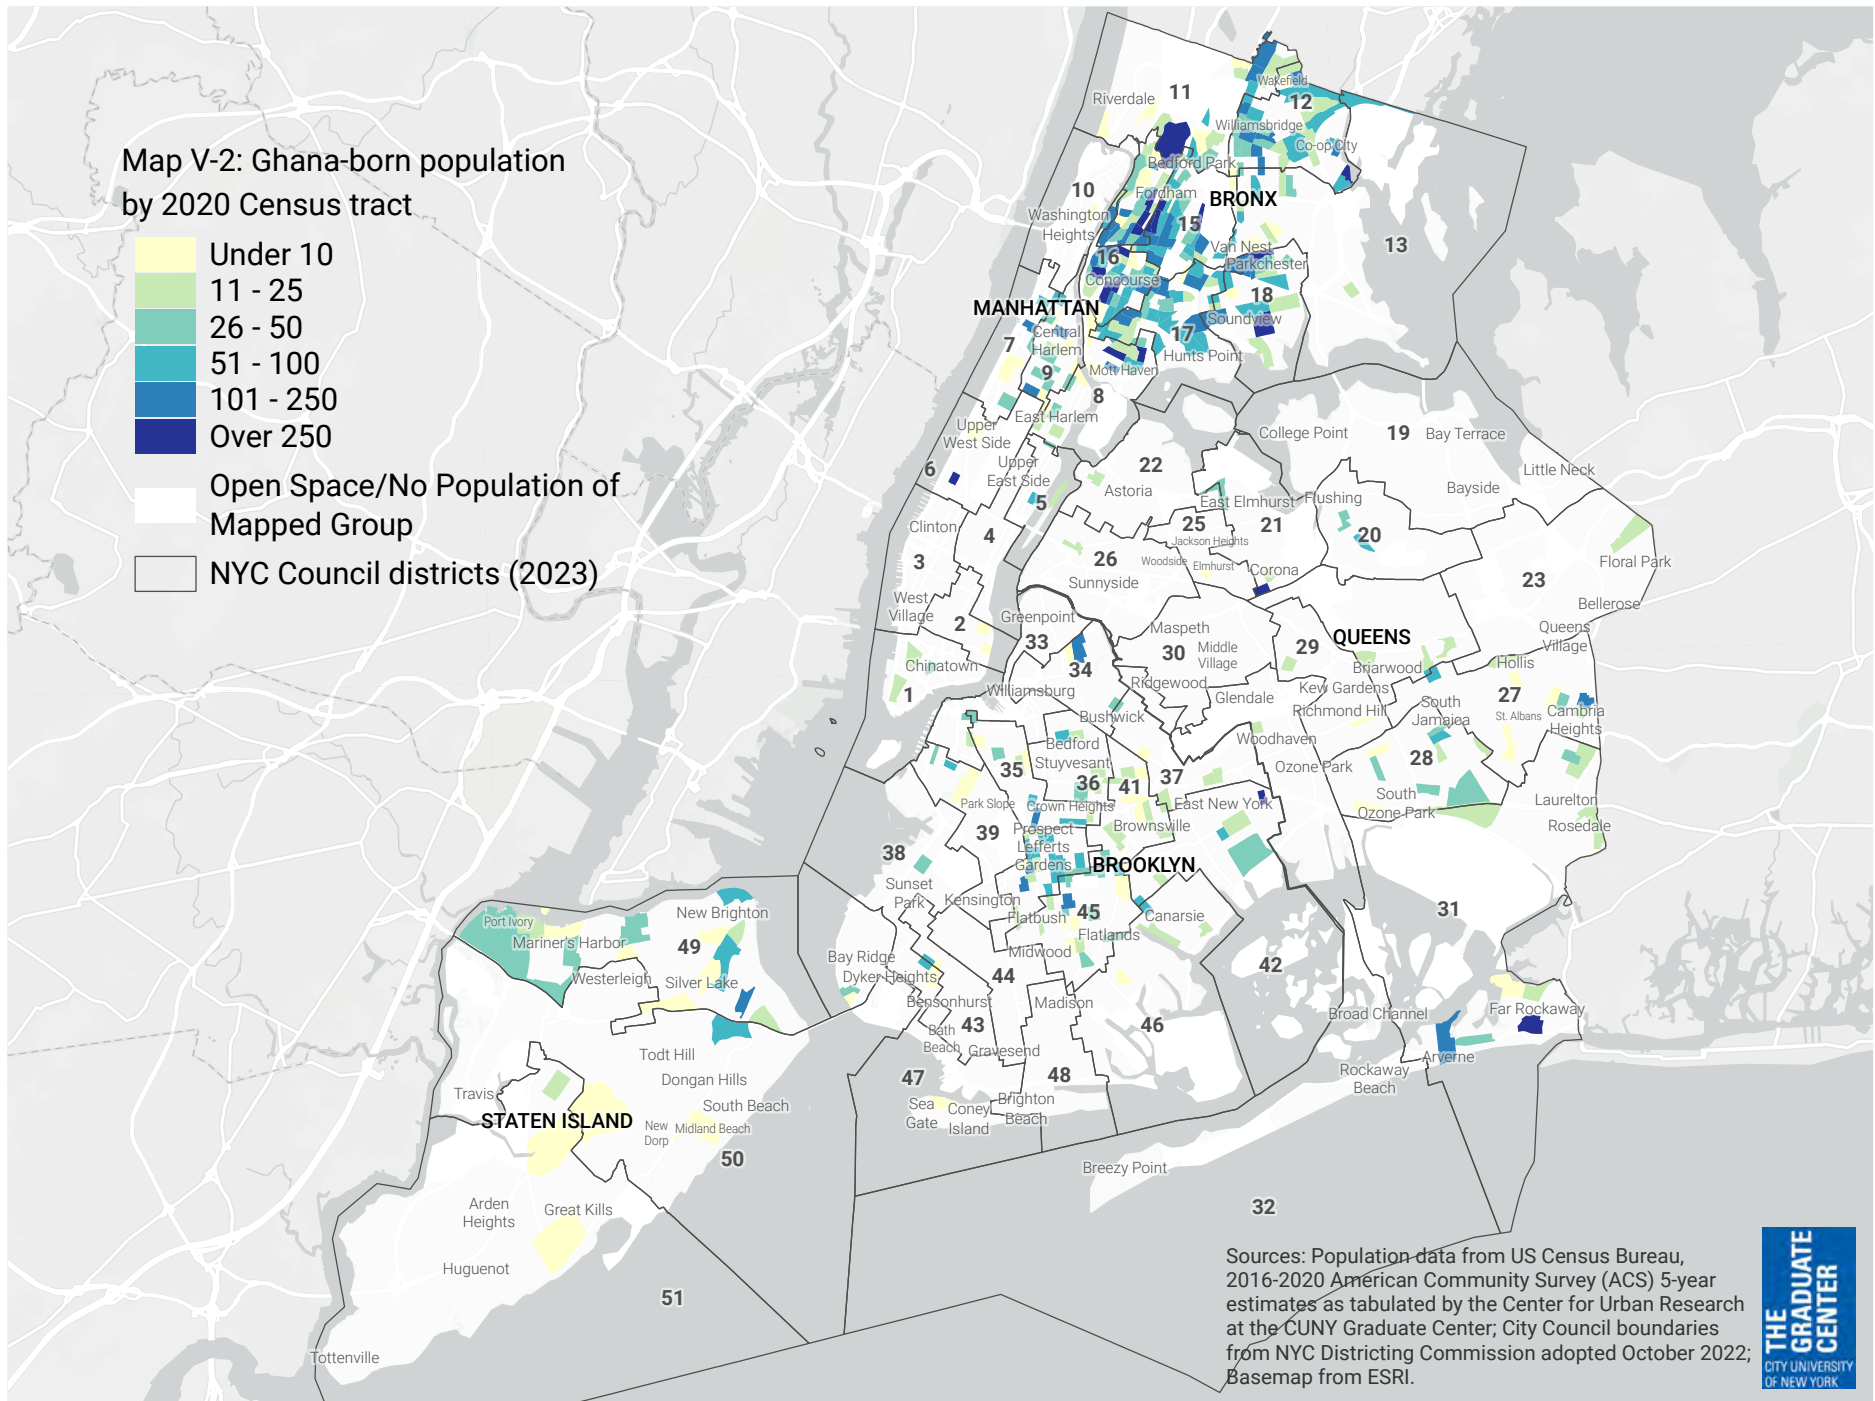 Map V-2: Ghana-born population
by 2020 Census tract
Under 10
11 - 25
26 - 50
51 - 100
101 - 250
Over 250
Open Space/No Population of
Mapped Group
NYC Council districts (2023)
Wakefield
11
Riverdale
12
Williamsbridge
Co-op City
Bedford Park
10
Fordham
BRONX
Washington
Heights
15
13
Van Nest
16
Parkchester
Concourse
18
MANHATTAN
Soundview
Central
Harlem
17
7
Hunts Point
9
Mott Haven
8
East Harlem
Upper
West Side
College Point
19
Bay Terrace
6
Upper
East Side
22
Little Neck
5
Astoria
Bayside
East Elmhurst
Flushing
Clinton
4
25
21
20
Jackson Heights
3
26
Woodside
Elmhurst
Corona
Floral Park
Sunnyside
23
West
Village
Bellerose
2
Greenpoint
33
Maspeth
QUEENS
Queens
Village
30
Middle
Village
29
Chinatown
34
Briarwood
Hollis
1
Williamsburg
Ridgewood
Glendale
Kew Gardens
27
Richmond Hill
South
Jamaica
St. Albans
Cambria
Heights
Bushwick
Woodhaven
Bedford
Stuyvesant
35
36
41
37
Ozone Park
28
Park Slope
Crown Heights
East New York
South
Ozone Park
Laurelton
39
Prospect
Lefferts
Gardens
Brownsville
Rosedale
38
BROOKLYN
Sunset
Park
Kensington
31
New Brighton
Flatbush
45
Canarsie
Port Ivory
Mariner's Harbor
49
Flatlands
Bay Ridge
Midwood
42
Westerleigh
Silver Lake
Dyker Heights
44
Bensonhurst
Madison
Far Rockaway
Broad Channel
43
46
Bath
Beach
Gravesend
Todt Hill
Arverne
Dongan Hills
47
48
Rockaway
Beach
Travis
South Beach
Sea
Gate
Coney
Island
Brighton
Beach
STATEN ISLAND
New
Dorp
Midland Beach
50
Breezy Point
Arden
Heights
Great Kills
32
Huguenot
51
Tottenville
Sources: Population data from US Census Bureau,
2016-2020 American Community Survey (ACS) 5-year
estimates as tabulated by the Center for Urban Research
at the CUNY Graduate Center; City Council boundaries
from NYC Districting Commission adopted October 2022;
Basemap from ESRI.
THE
GRADUATE
CENTER
CITY UNIVERSITY
OF NEW YORK